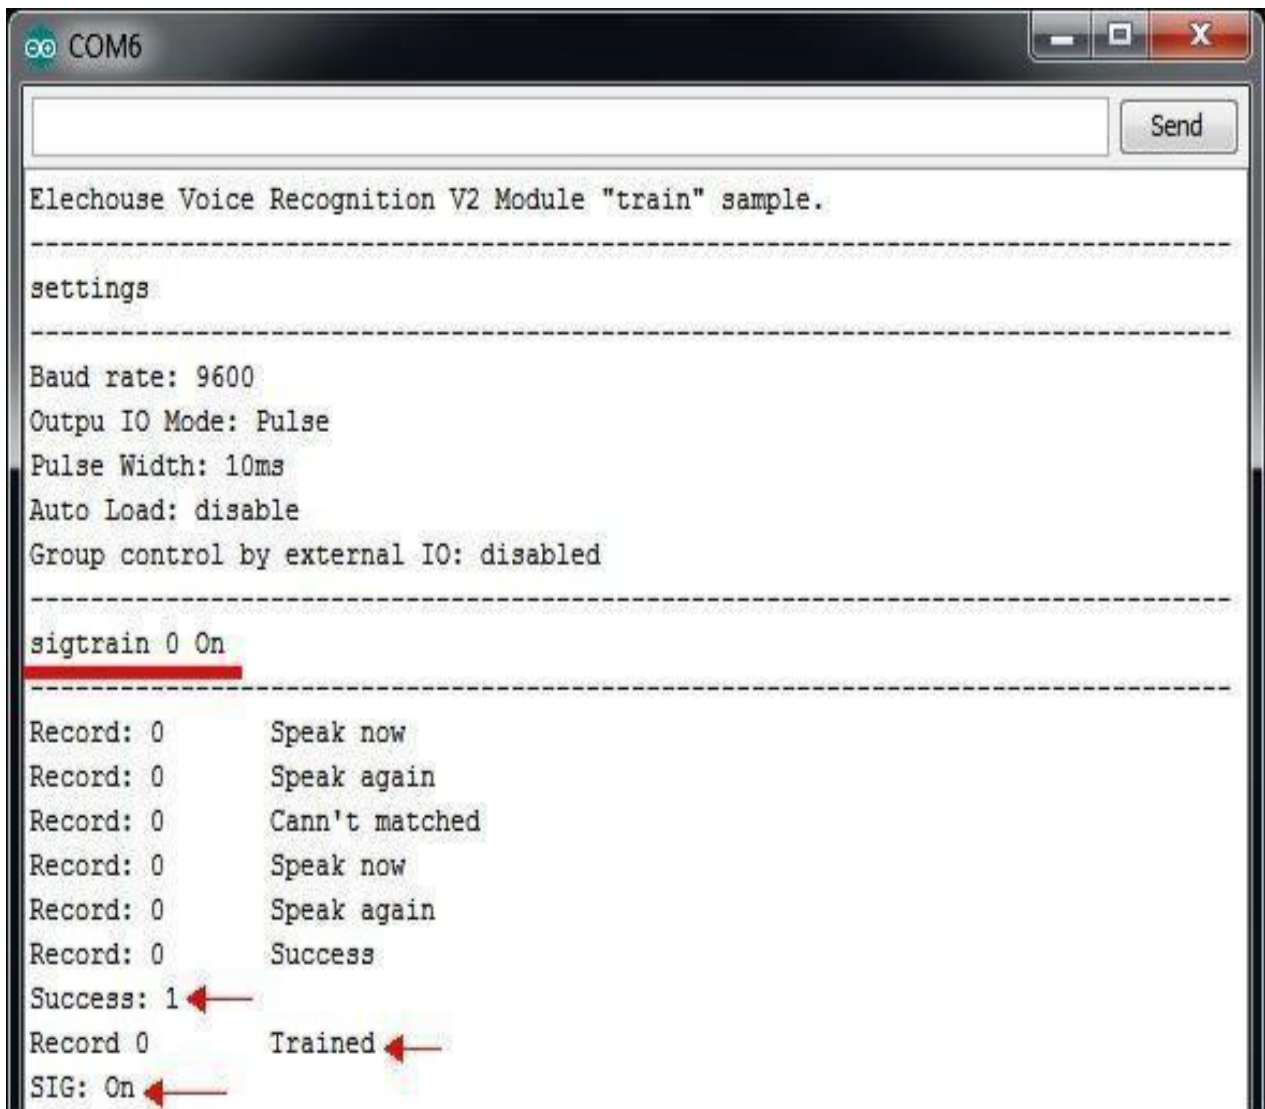 COM6
Send
Elechouse Voice Recognition V2 Module "train" sample.
--------------------------------------------------------------------------------
settings
--------------------------------------------------------------------------------
Baud rate: 9600
Outpu IO Mode: Pulse
Pulse Width: 10ms
Auto Load: disable
Group control by external IO: disabled
--------------------------------------------------------------------------------
sigtrain 0 On
--------------------------------------------------------------------------------
Record: 0 Speak now
Record: 0 Speak again
Record: 0 Cann't matched
Record: 0 Speak now
Record: 0 Speak again
Record: 0 Success
Success: 1
Record 0 Trained
SIG: On